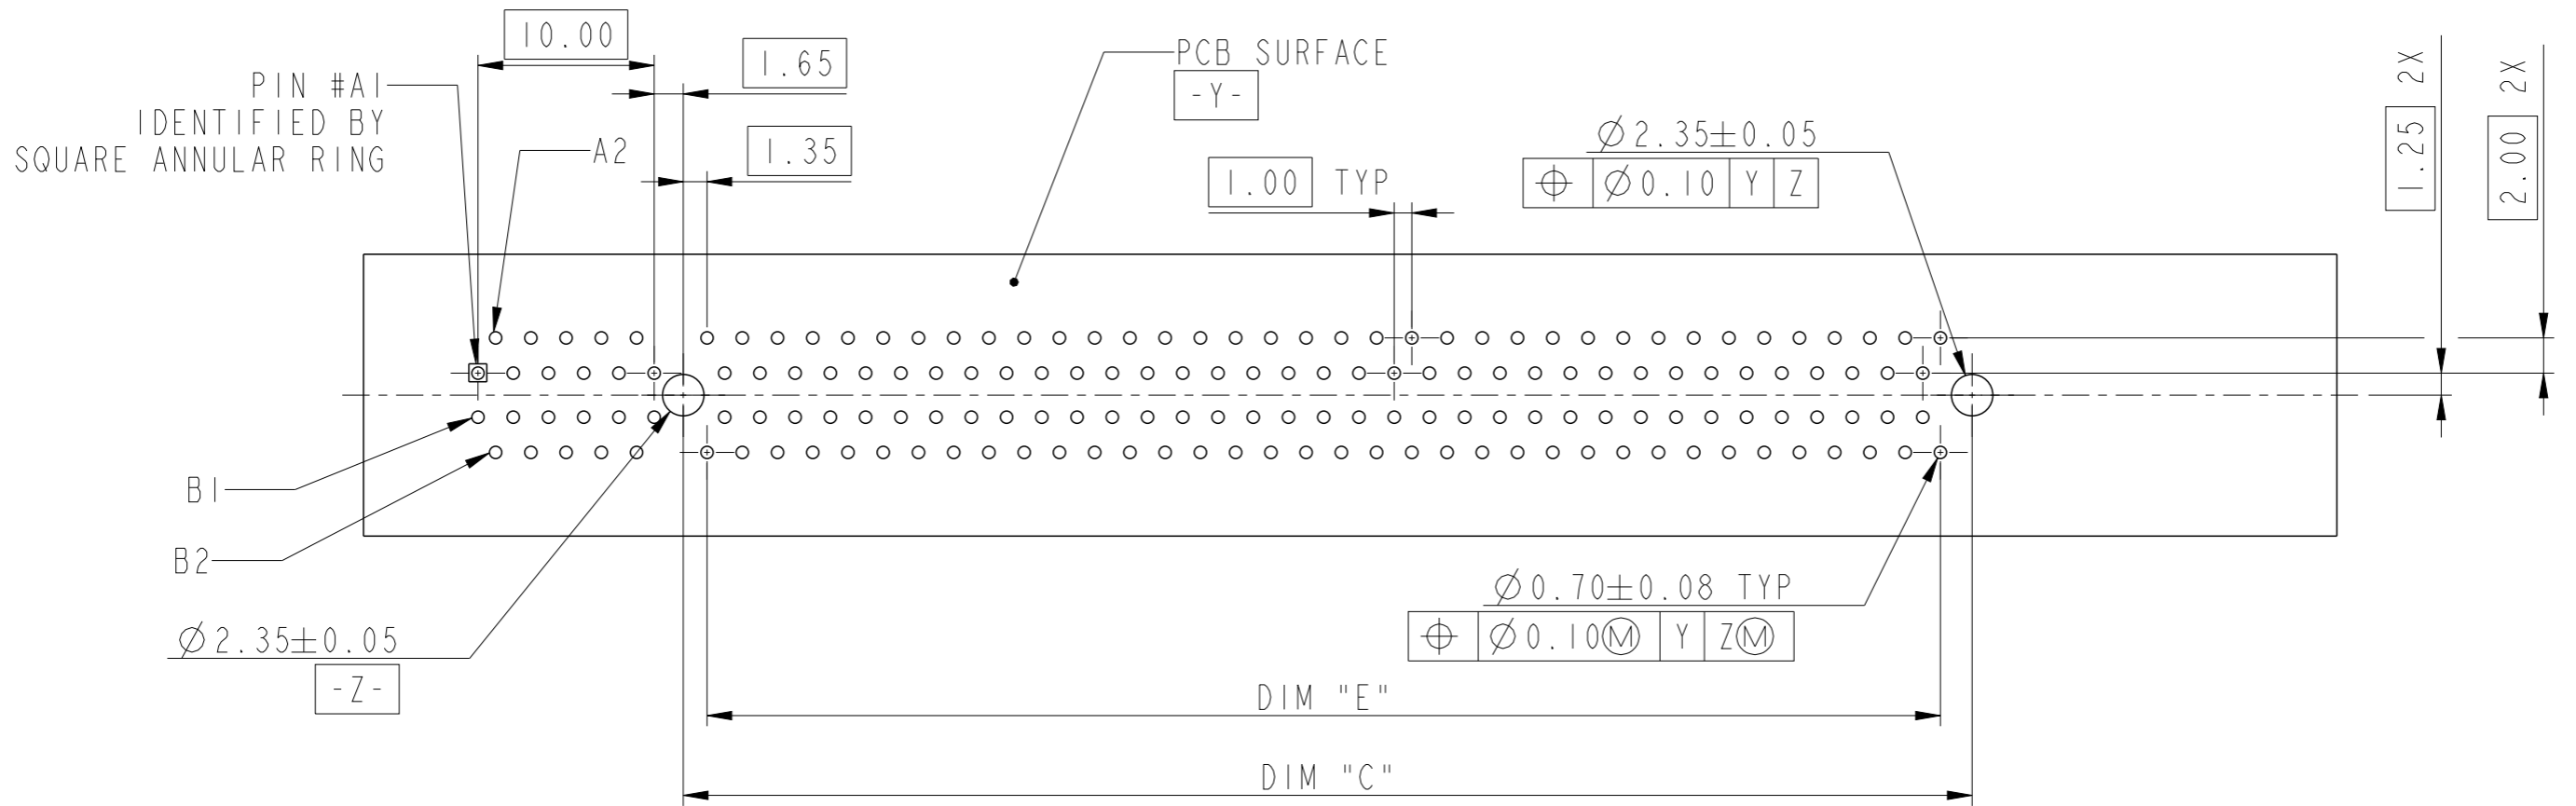 10.00
1.65
PCB SURFACE
-Y-
PIN #A1
IDENTIFIED BY
SQUARE ANNULAR RING
A2
1.35
1.00 TYP
Ø2.35±0.05
⌖ Ø0.10 Y Z
1.25 2X
2.00 2X
B1
B2
Ø2.35±0.05
-Z-
Ø0.70±0.08 TYP
⌖ Ø0.10Ⓜ Y ZⓂ
DIM "E"
DIM "C"